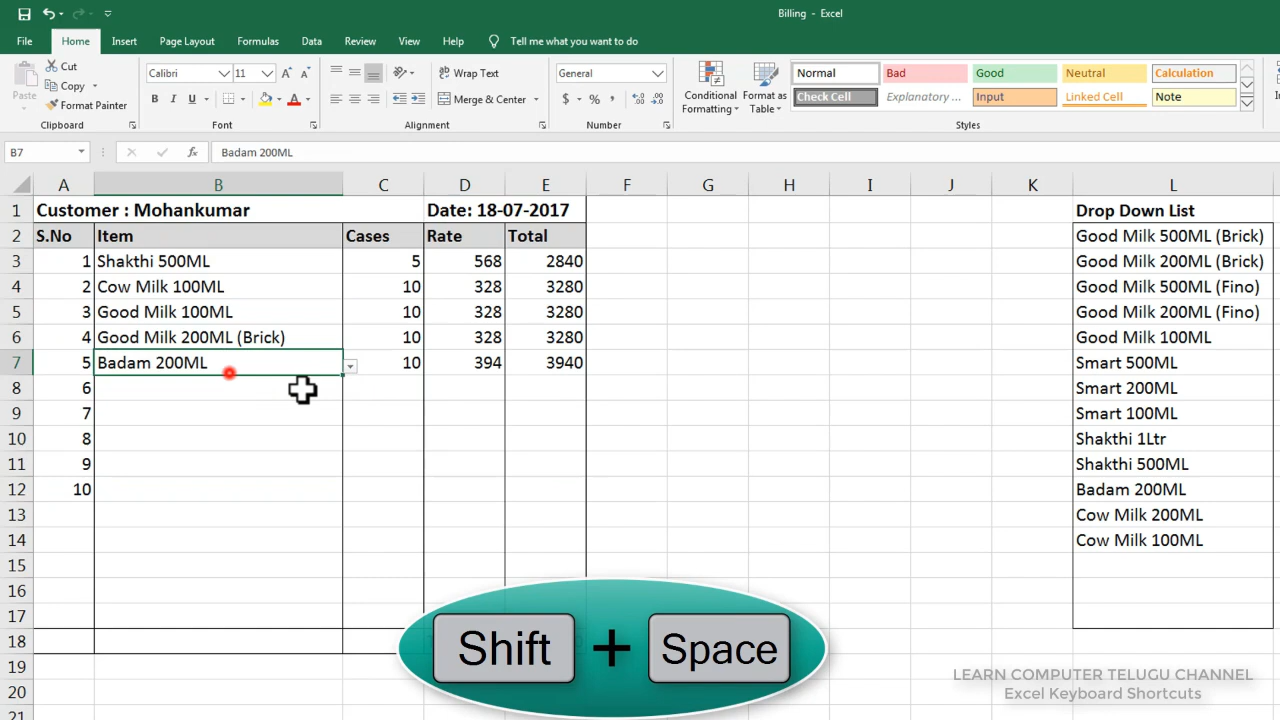 Billing - Excel
File Home Insert Page Layout Formulas Data Review View Help Tell me what you want to do
Paste Cut Copy Format Painter
Calibri 11
B I U A
Wrap Text
Merge & Center
General
$ % ,
Conditional Formatting
Format as Table
Normal Bad Good Neutral Calculation
Check Cell Explanatory ... Input Linked Cell Note
Clipboard Font Alignment Number Styles
B7 fx Badam 200ML
A B C D E F G H I J K L
1 Customer : Mohankumar Date: 18-07-2017 Drop Down List
2 S.No Item Cases Rate Total Good Milk 500ML (Brick)
3 1 Shakthi 500ML 5 568 2840 Good Milk 200ML (Brick)
4 2 Cow Milk 100ML 10 328 3280 Good Milk 500ML (Fino)
5 3 Good Milk 100ML 10 328 3280 Good Milk 200ML (Fino)
6 4 Good Milk 200ML (Brick) 10 328 3280 Good Milk 100ML
7 5 Badam 200ML 10 394 3940 Smart 500ML
8 6 Smart 200ML
9 7 Smart 100ML
10 8 Shakthi 1Ltr
11 9 Shakthi 500ML
12 10 Badam 200ML
13 Cow Milk 200ML
14 Cow Milk 100ML
15
16
17
18
19
20
21
Shift + Space
LEARN COMPUTER TELUGU CHANNEL
Excel Keyboard Shortcuts